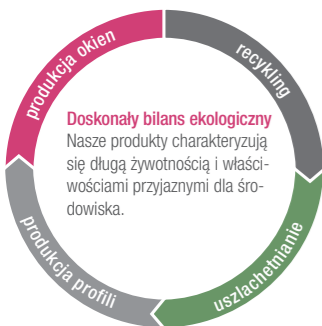 produkcja okien
recykling
Doskonały bilans ekologiczny
Nasze produkty charakteryzują
się długą żywotnością i właści-
wościami przyjaznymi dla śro-
dowiska.
produkcja profili
uszlachetnianie